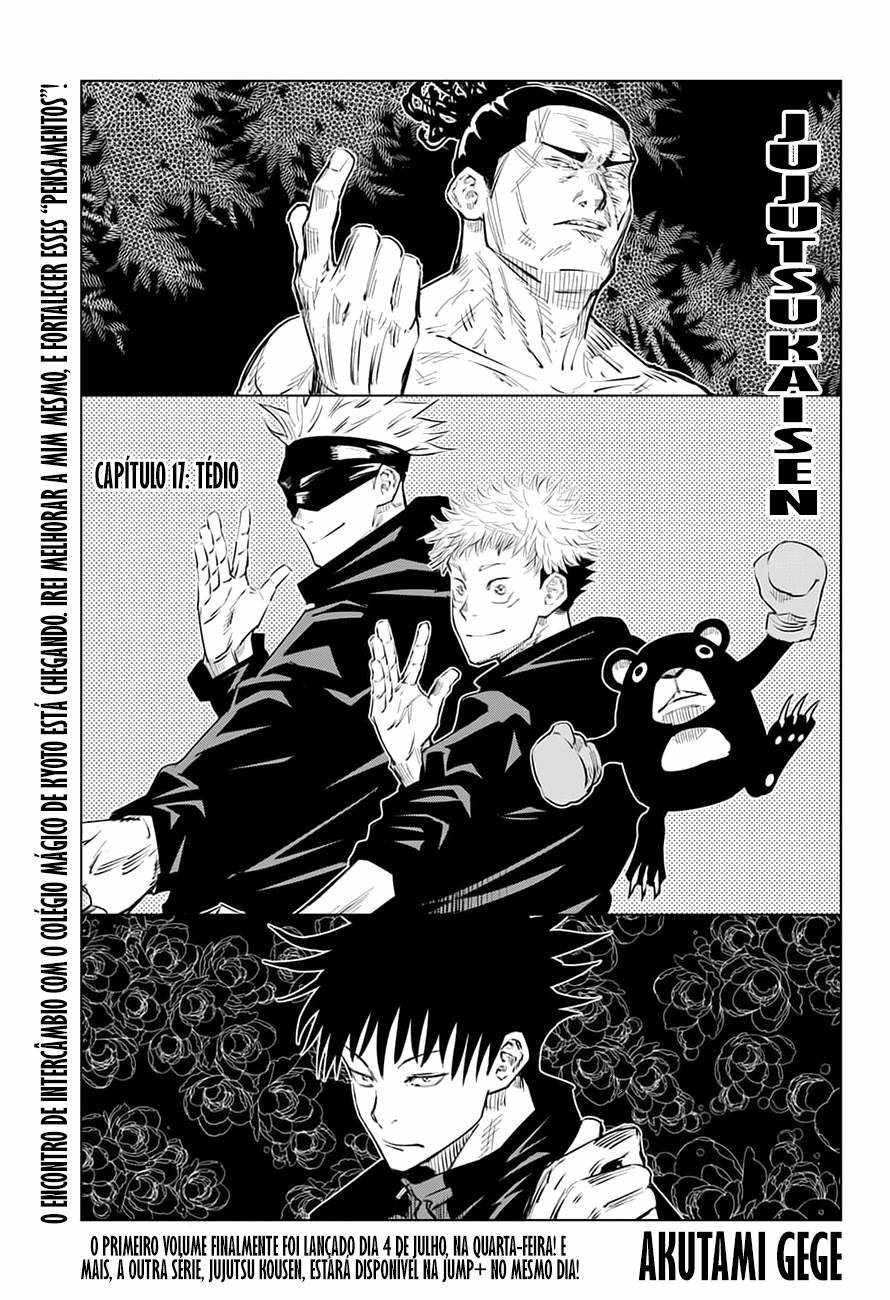 O ENCONTRO DE INTERCÂMBIO COM O COLÉGIO MÁGICO DE KYOTO ESTÁ CHEGANDO. IREI MELHORAR A MIM MESMO, E FORTALECER ESSES “PENSAMENTOS”!
JUJUTSU KAISEN
CAPÍTULO 17: TÉDIO
O PRIMEIRO VOLUME FINALMENTE FOI LANÇADO DIA 4 DE JULHO, NA QUARTA-FEIRA! E
MAIS, A OUTRA SÉRIE, JUJUTSU KOUSEN, ESTARÁ DISPONÍVEL NA JUMP+ NO MESMO DIA!
AKUTAMI GEGE